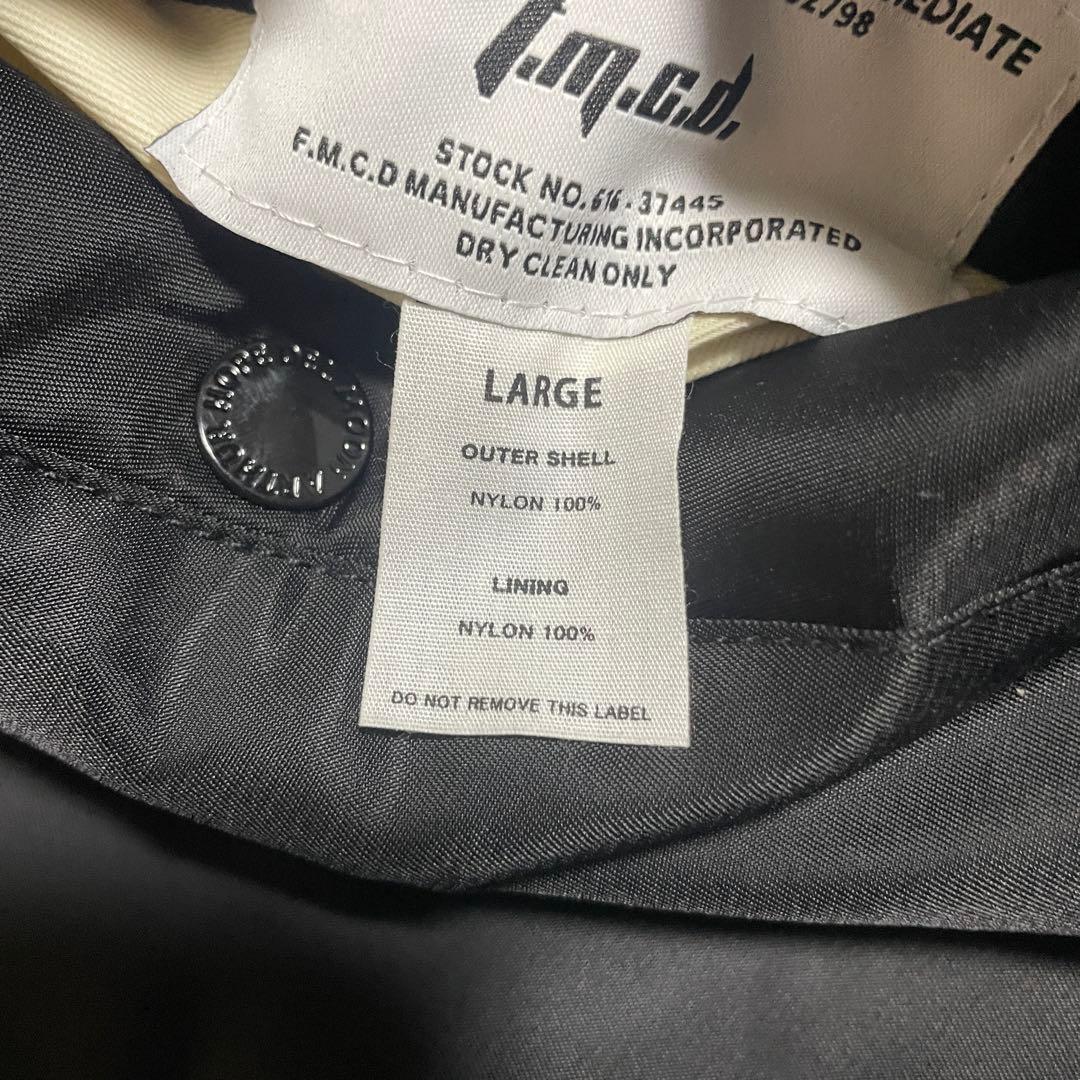 MEDIATE
2798
f.m.c.d.
STOCK NO. 616-37445
F.M.C.D MANUFACTURING INCORPORATED
DRY CLEAN ONLY
LARGE
OUTER SHELL
NYLON 100%
LINING
NYLON 100%
DO NOT REMOVE THIS LABEL